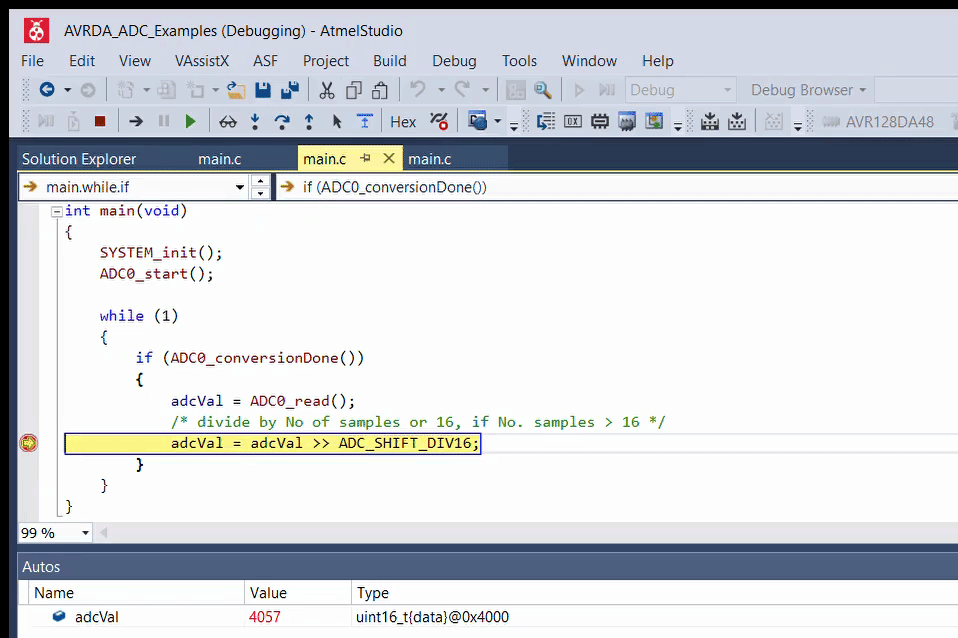 AVRDA_ADC_Examples (Debugging) - AtmelStudio
File Edit View VAssistX ASF Project Build Debug Tools Window Help
Debug Debug Browser
Hex AVR128DA48
Solution Explorer main.c main.c main.c
main.while.if if (ADC0_conversionDone())
int main(void)
{
SYSTEM_init();
ADC0_start();
while (1)
{
if (ADC0_conversionDone())
{
adcVal = ADC0_read();
/* divide by No of samples or 16, if No. samples > 16 */
adcVal = adcVal >> ADC_SHIFT_DIV16;
}
}
}
99 %
Autos
Name Value Type
adcVal 4057 uint16_t{data}@0x4000